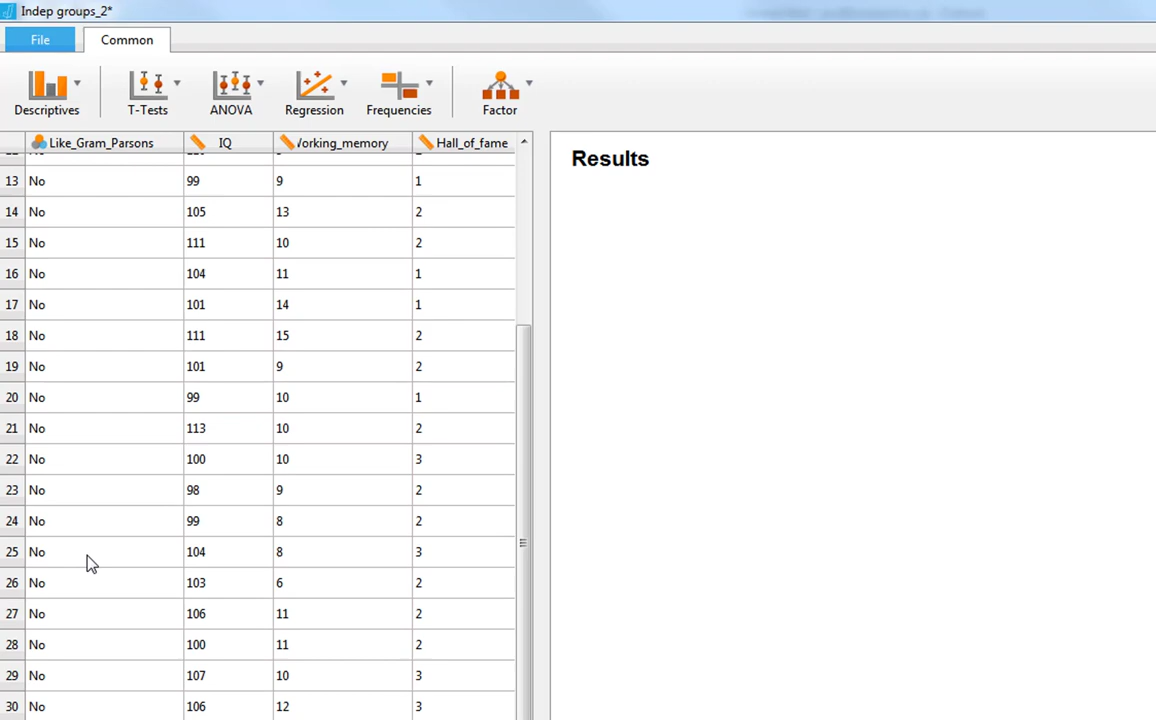 Indep groups_2*
File Common
Descriptives T-Tests ANOVA Regression Frequencies Factor
Like_Gram_Parsons IQ Vorking_memory Hall_of_fame
Results
13 No 99 9 1
14 No 105 13 2
15 No 111 10 2
16 No 104 11 1
17 No 101 14 1
18 No 111 15 2
19 No 101 9 2
20 No 99 10 1
21 No 113 10 2
22 No 100 10 3
23 No 98 9 2
24 No 99 8 2
25 No 104 8 3
26 No 103 6 2
27 No 106 11 2
28 No 100 11 2
29 No 107 10 3
30 No 106 12 3